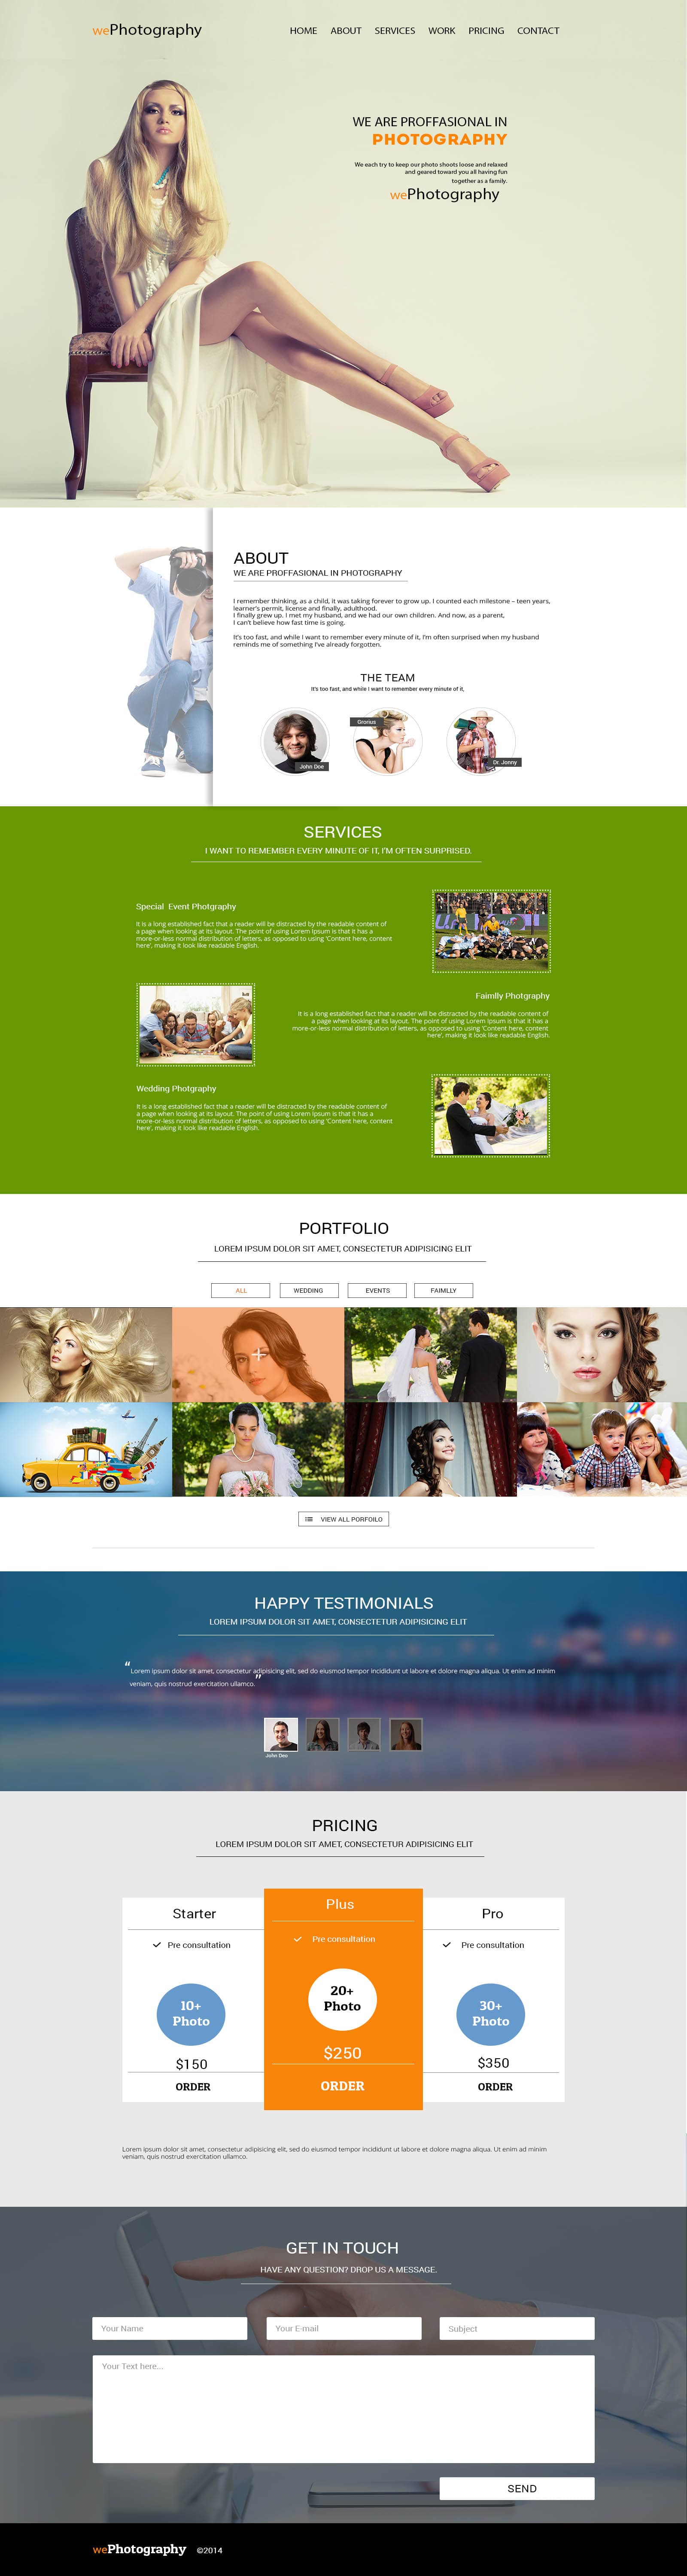 wePhotography
HOME ABOUT SERVICES WORK PRICING CONTACT
WE ARE PROFFASIONAL IN
PHOTOGRAPHY
We each try to keep our photo shoots loose and relaxed
and geared toward you all having fun
together as a family.
wePhotography
ABOUT
WE ARE PROFFASIONAL IN PHOTOGRAPHY
I remember thinking, as a child, It was taking forever to grow up. I counted each milestone – teen years,
learner's permit, license and finally, adulthood.
I finally grew up. I met my husband, and we had our own children. And now, as a parent,
I can't believe how fast time is going.
It's too fast, and while I want to remember every minute of it, I'm often surprised when my husband
reminds me of something I've already forgotten.
THE TEAM
It's too fast, and while I want to remember every minute of it,
John Doe
Grorius
Dr. Jonny
SERVICES
I WANT TO REMEMBER EVERY MINUTE OF IT, I'M OFTEN SURPRISED.
Special Event Photgraphy
It is a long established fact that a reader will be distracted by the readable content of
a page when looking at its layout. The point of using Lorem Ipsum is that it has a
more-or-less normal distribution of letters, as opposed to using 'Content here, content
here', making it look like readable English.
Faimlly Photgraphy
It is a long established fact that a reader will be distracted by the readable content of
a page when looking at its layout. The point of using Lorem Ipsum is that it has a
more-or-less normal distribution of letters, as opposed to using 'Content here, content
here', making it look like readable English.
Wedding Photgraphy
It is a long established fact that a reader will be distracted by the readable content of
a page when looking at its layout. The point of using Lorem Ipsum is that it has a
more-or-less normal distribution of letters, as opposed to using 'Content here, content
here', making it look like readable English.
PORTFOLIO
LOREM IPSUM DOLOR SIT AMET, CONSECTETUR ADIPISICING ELIT
ALL
WEDDING
EVENTS
FAIMLLY
VIEW ALL PORFOILO
HAPPY TESTIMONIALS
LOREM IPSUM DOLOR SIT AMET, CONSECTETUR ADIPISICING ELIT
“ Lorem ipsum dolor sit amet, consectetur adipisicing elit, sed do eiusmod tempor incididunt ut labore et dolore magna aliqua. Ut enim ad minim
veniam, quis nostrud exercitation ullamco. ”
John Deo
PRICING
LOREM IPSUM DOLOR SIT AMET, CONSECTETUR ADIPISICING ELIT
Starter
Pre consultation
10+
Photo
$150
ORDER
Plus
Pre consultation
20+
Photo
$250
ORDER
Pro
Pre consultation
30+
Photo
$350
ORDER
Lorem ipsum dolor sit amet, consectetur adipisicing elit, sed do eiusmod tempor incididunt ut labore et dolore magna aliqua. Ut enim ad minim
veniam, quis nostrud exercitation ullamco.
GET IN TOUCH
HAVE ANY QUESTION? DROP US A MESSAGE.
Your Name
Your E-mail
Subject
Your Text here...
SEND
wePhotography ©2014